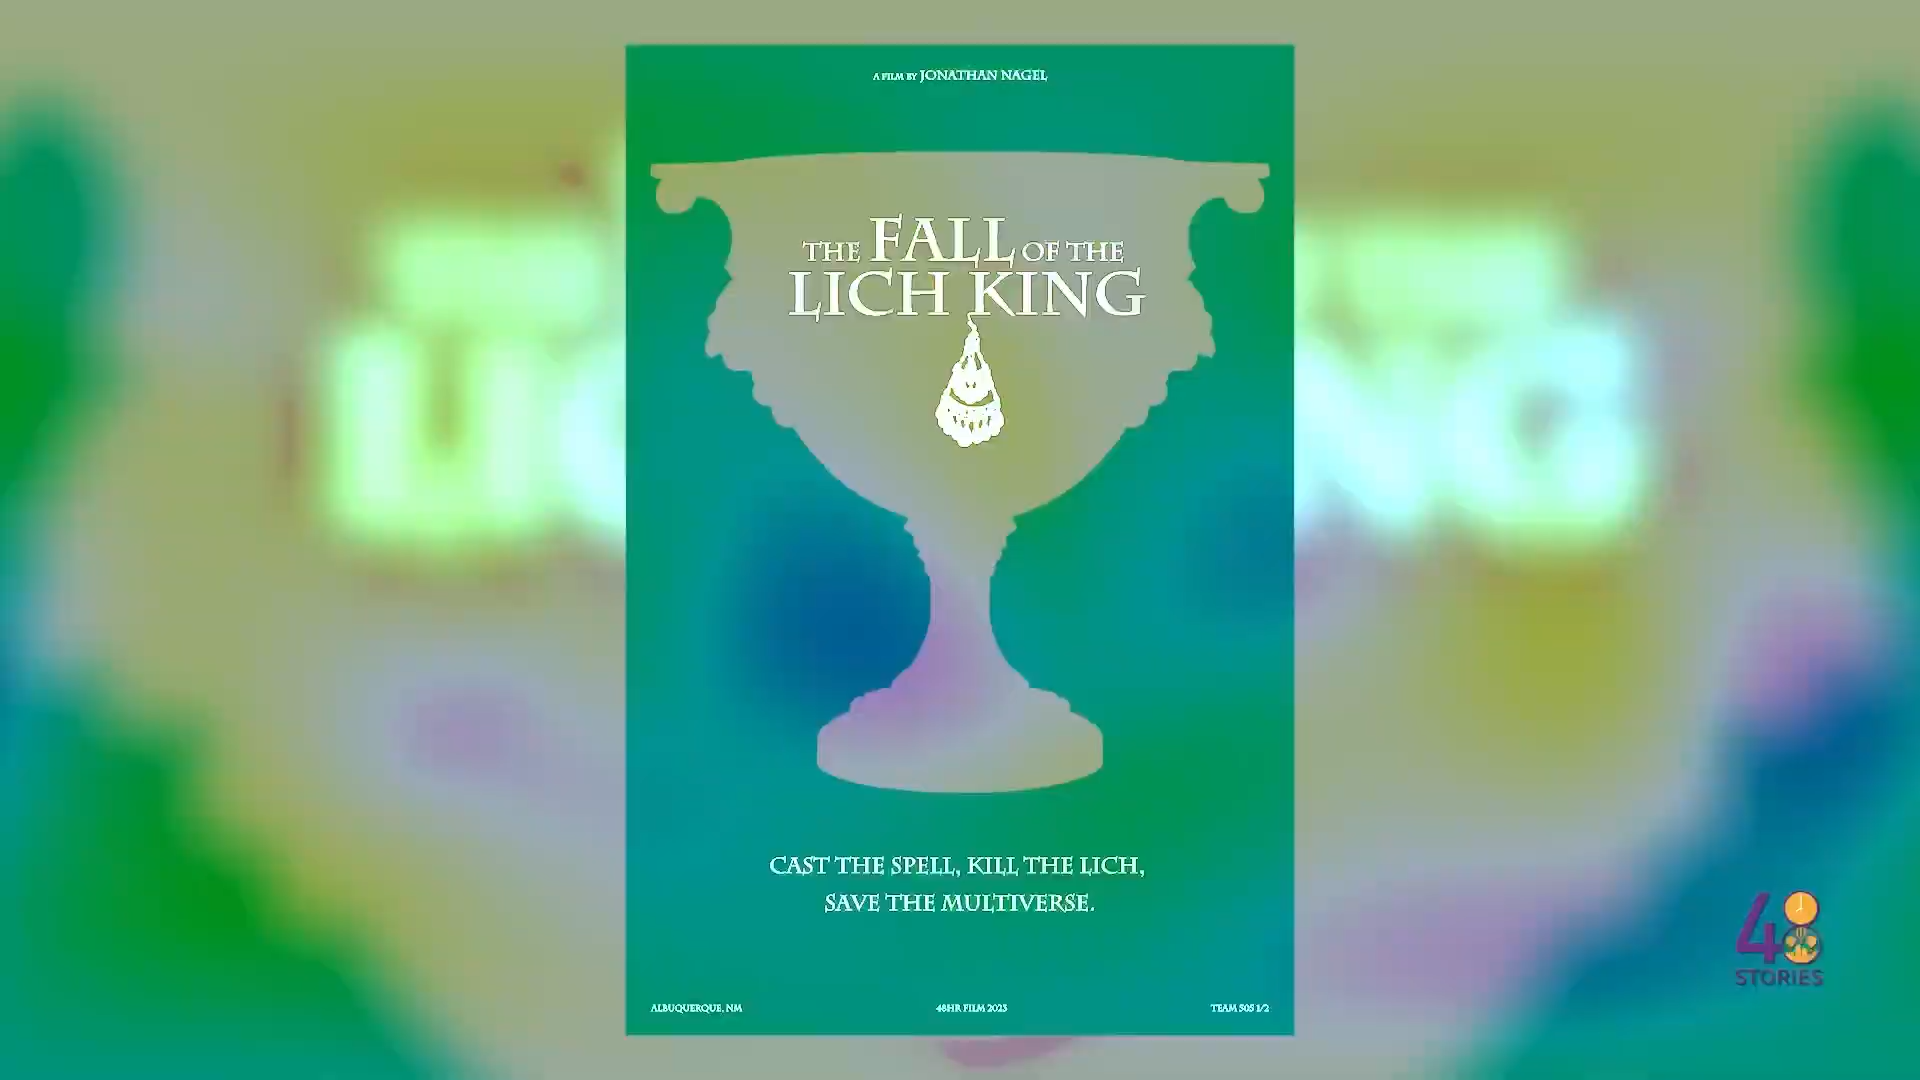 A FILM BY JONATHAN NAGEL
THE FALL OF THE
LICH KING
CAST THE SPELL, KILL THE LICH,
SAVE THE MULTIVERSE.
ALBUQUERQUE, NM
48HR FILM 2023
TEAM 505 1/2
48
STORIES